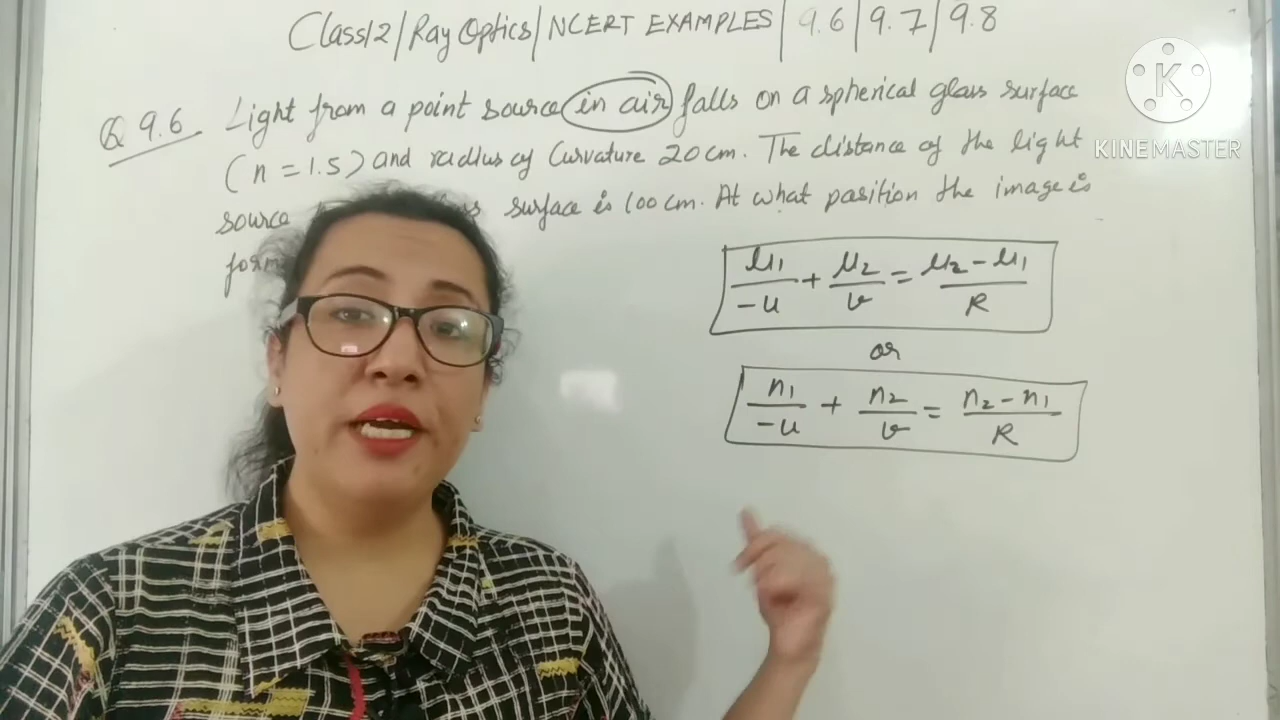 Class12/Ray Optics/NCERT EXAMPLES/9.6/9.7/9.8
Q 9.6 Light from a point source in air falls on a spherical glass surface
(n = 1.5) and radius of Curvature 20 cm. The distance of the light
source surface is 100 cm. At what position the image is
μ1/-u + μ2/v = μ2-μ1/R
or
n1/-u + n2/v = n2-n1/R
K
KINEMASTER